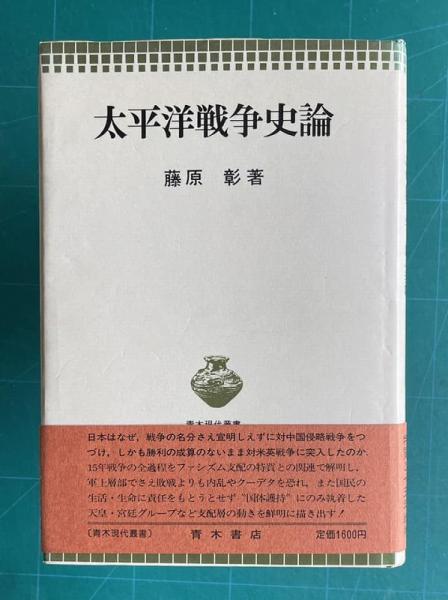 太平洋戦争史論
藤原 彰著
青木現代叢書
日本はなぜ,戦争の名分さえ宣明しえずに対中国侵略戦争をつ
づけ,しかも勝利の成算のないまま対米英戦争に突入したのか.
15年戦争の全過程をファシズム支配の特質との関連で解明し,
軍上層部でさえ敗戦よりも内乱やクーデタを恐れ,また国民の
生活・生命に責任をもとうとせず“国体護持”にのみ執着した
天皇・宮廷グループなど支配層の動きを鮮明に描き出す!
〔青木現代叢書〕 青木書店 定価1600円